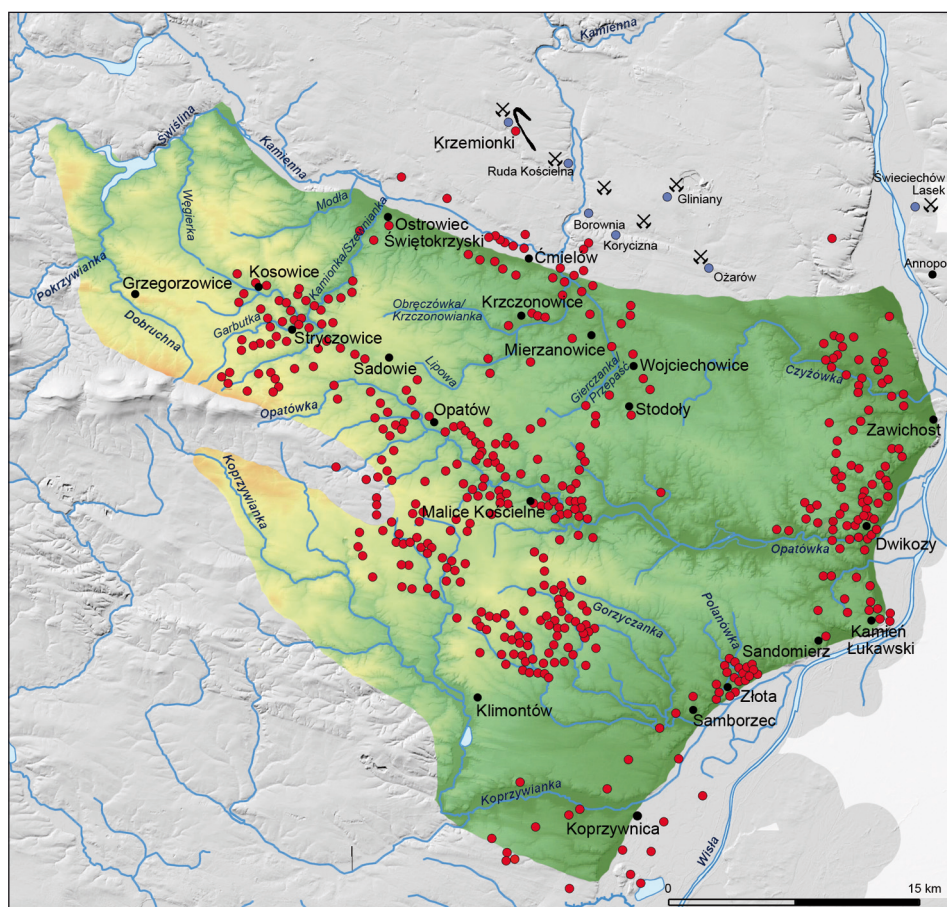 Kamienna
Świślina
Krzemionki
Kamienna
Ruda Kościelna
Świeciechów
Lasek
Gliniany
Węgierka
Modła
Borownia
Ostrowiec
Świętokrzyski
Korycizna
Kamionka/Szewnianka
Ćmielów
Ożarów
Annopo
Pokrzywianka
Grzegorzowice
Kosowice
Obręczówka/
Krzczonowianka
Krzczonowice
Dobruchna
Garbutka
Stryczowice
Mierzanowice
Sadowie
Lipowa
Gierczanka/
Przepaść
Wojciechowice
Czyżówka
Opatówka
Opatów
Stodoły
Zawichost
Koprzywianka
Malice Kościelne
Opatówka
Dwikozy
Gorzyczanka
Polanówka
Sandomierz
Kamień
Łukawski
Klimontów
Złota
Samborzec
Koprzywianka
Koprzywnica
Wisła
0
15 km